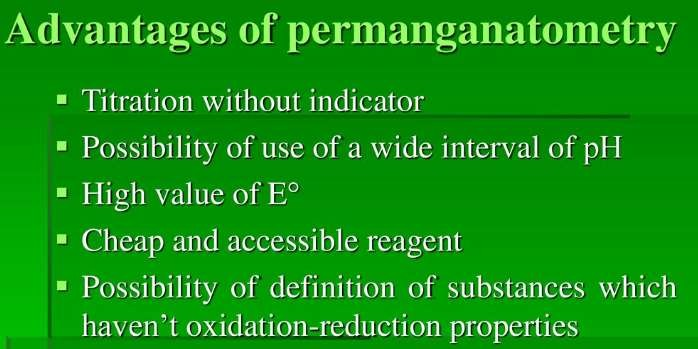 Advantages of permanganatometry
▪ Titration without indicator
▪ Possibility of use of a wide interval of pH
▪ High value of E°
▪ Cheap and accessible reagent
▪ Possibility of definition of substances which
haven't oxidation-reduction properties